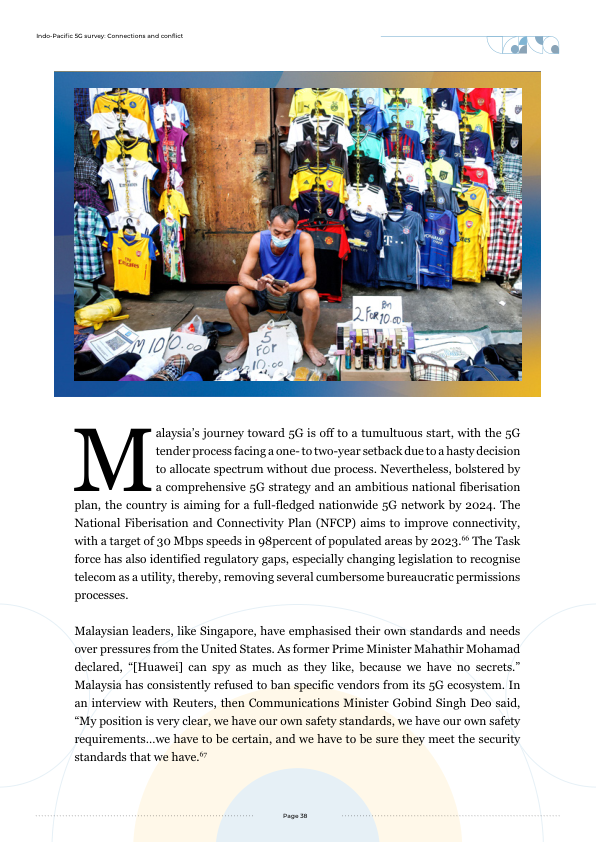 Indo-Pacific 5G survey: Connections and conflict
Fly Emirates
Fly Emirates
CHEVROLET
T
YOKOHAMA
RM
2 FOR
10.00
RM 10
0.00
5
FOR
10.00
Malaysia’s journey toward 5G is off to a tumultuous start, with the 5G
tender process facing a one- to two-year setback due to a hasty decision
to allocate spectrum without due process. Nevertheless, bolstered by
a comprehensive 5G strategy and an ambitious national fiberisation
plan, the country is aiming for a full-fledged nationwide 5G network by 2024. The
National Fiberisation and Connectivity Plan (NFCP) aims to improve connectivity,
with a target of 30 Mbps speeds in 98percent of populated areas by 2023.⁶⁶ The Task
force has also identified regulatory gaps, especially changing legislation to recognise
telecom as a utility, thereby, removing several cumbersome bureaucratic permissions
processes.
Malaysian leaders, like Singapore, have emphasised their own standards and needs
over pressures from the United States. As former Prime Minister Mahathir Mohamad
declared, “[Huawei] can spy as much as they like, because we have no secrets.”
Malaysia has consistently refused to ban specific vendors from its 5G ecosystem. In
an interview with Reuters, then Communications Minister Gobind Singh Deo said,
“My position is very clear, we have our own safety standards, we have our own safety
requirements...we have to be certain, and we have to be sure they meet the security
standards that we have.⁶⁷
Page 38